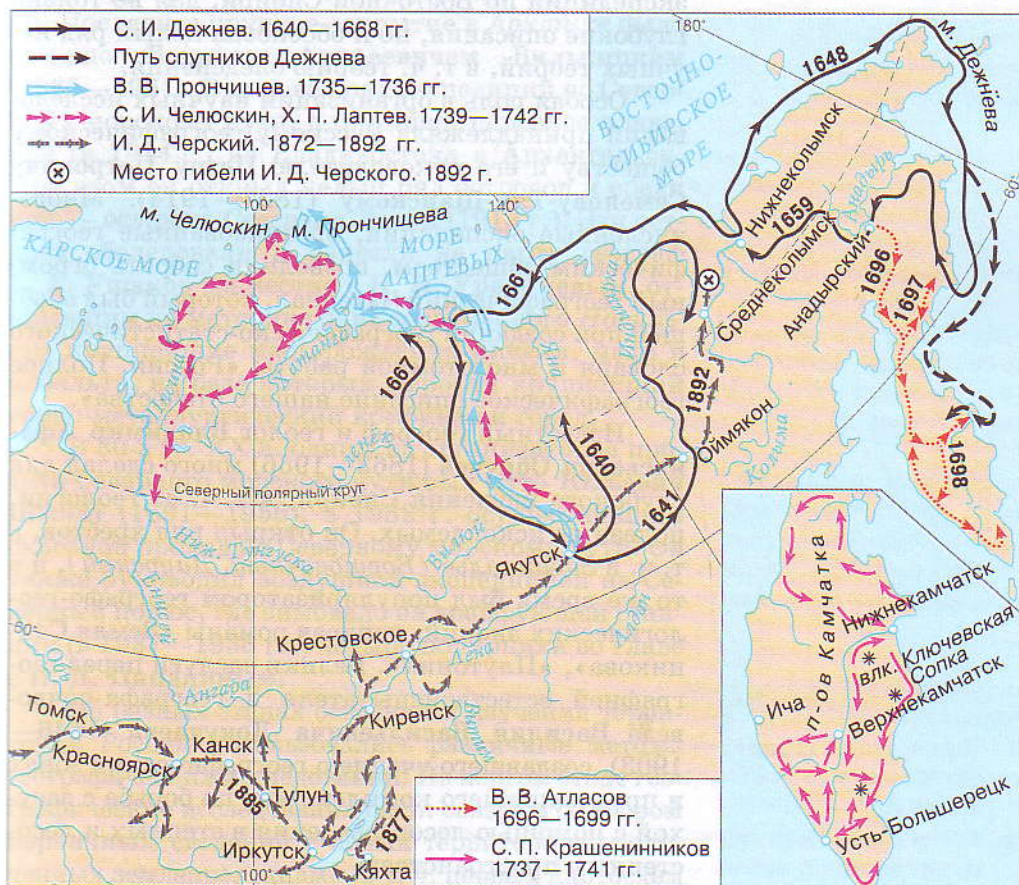 С. И. Дежнев. 1640—1668 гг.
Путь спутников Дежнева
В. В. Прончищев. 1735—1736 гг.
С. И. Челюскин, Х. П. Лаптев. 1739—1742 гг.
И. Д. Черский. 1872—1892 гг.
Место гибели И. Д. Черского. 1892 г.
80°
м. Дежнёва
1648
ВОСТОЧНО-
СИБИРСКОЕ
МОРЕ
60°
100°
140°
м. Челюскин
м. Прончищева
КАРСКОЕ МОРЕ
МОРЕ
ЛАПТЕВЫХ
1661
Нижнеколымск
1659
Анадырь
Среднеколымск
Анадырский
1696
1697
1698
Индигирка
Хатанга
1667
Оленек
1892
Оймякон
Колыма
1640
1641
Северный полярный круг
Вилюй
Якутск
Ниж. Тунгуска
Енисей
60°
Обь
Ангара
Крестовское
Лена
Алдан
Киренск
Витим
Томск
Красноярск
Канск
1885
Тулун
Иркутск
1877
Кяхта
100°
В. В. Атласов
1696—1699 гг.
С. П. Крашенинников
1737—1741 гг.
п-ов Камчатка
Нижнекамчатск
влк. Ключевская
Сопка
Верхнекамчатск
Ича
Усть-Большерецк